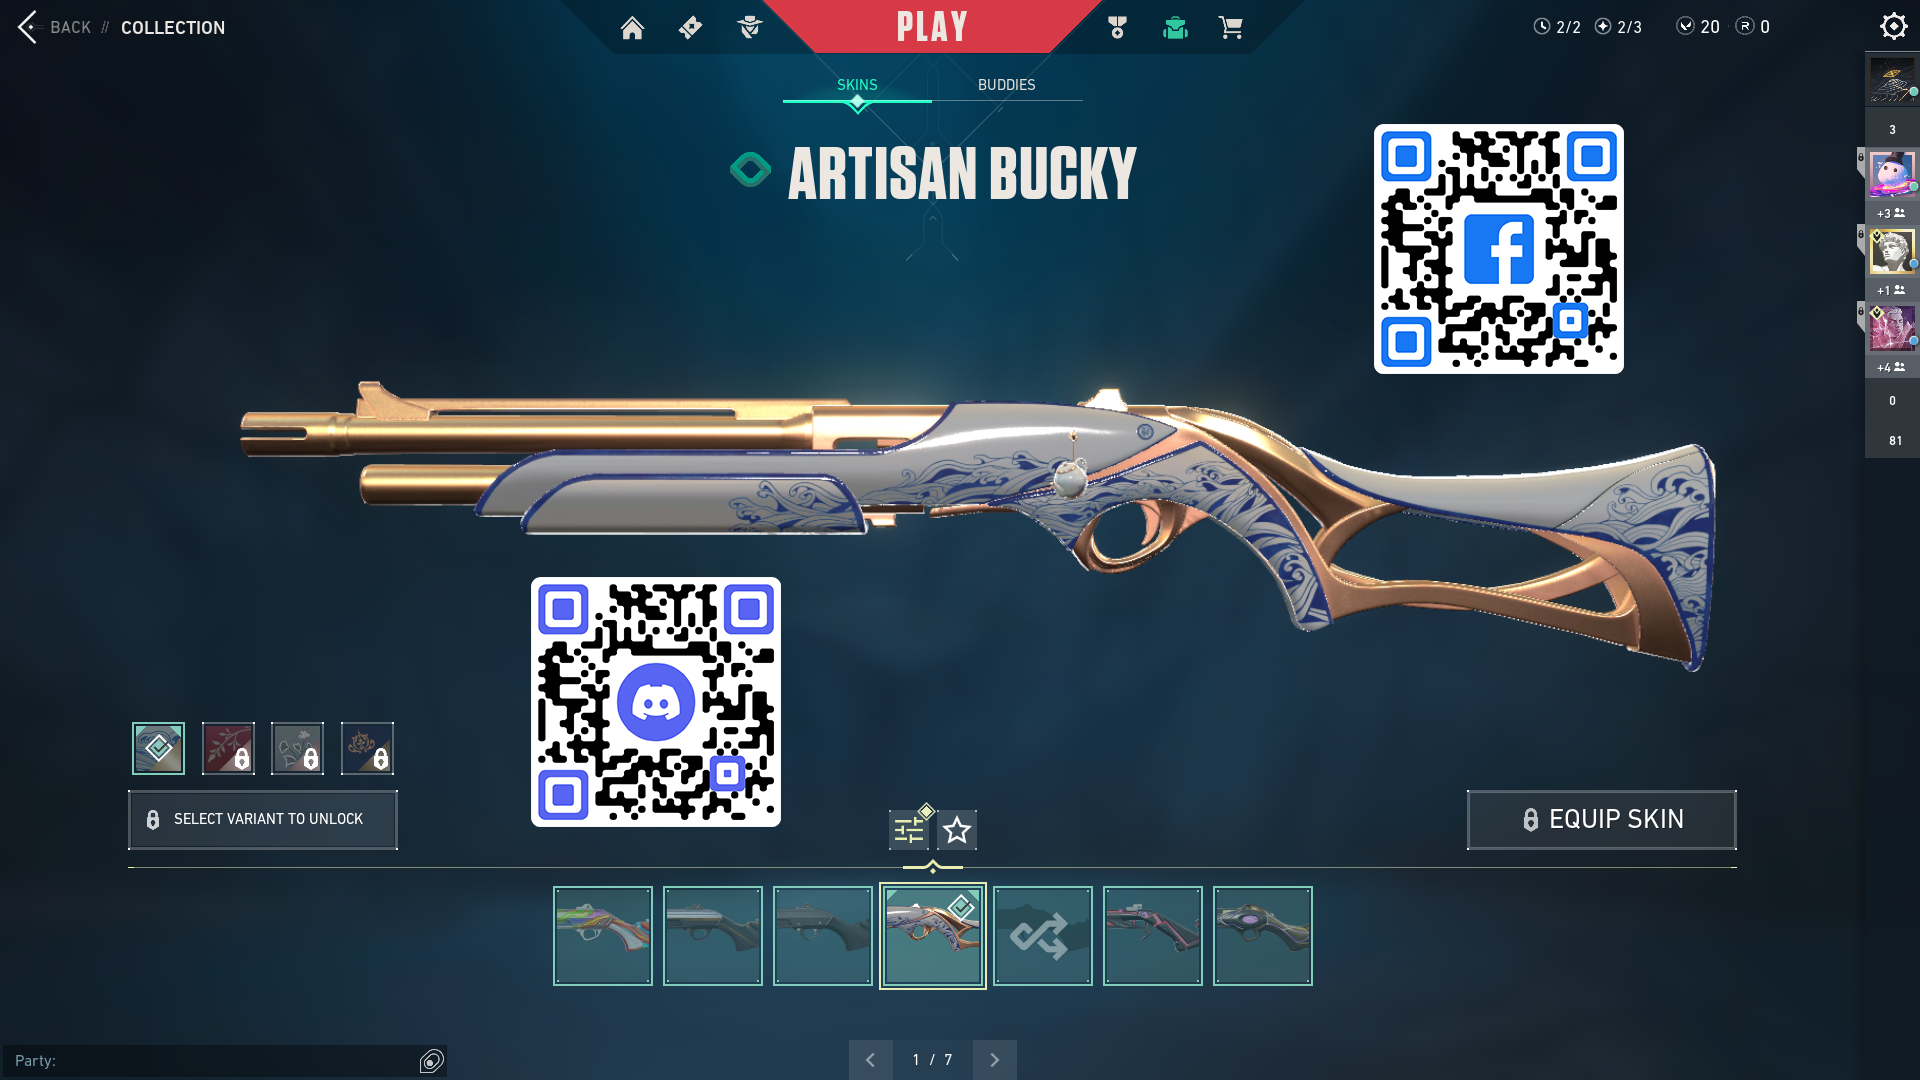 BACK // COLLECTION
PLAY
2/2 2/3 20 R 0
SKINS BUDDIES
ARTISAN BUCKY
3
+3
+1
+4
0
81
SELECT VARIANT TO UNLOCK
EQUIP SKIN
Party:
1 / 7